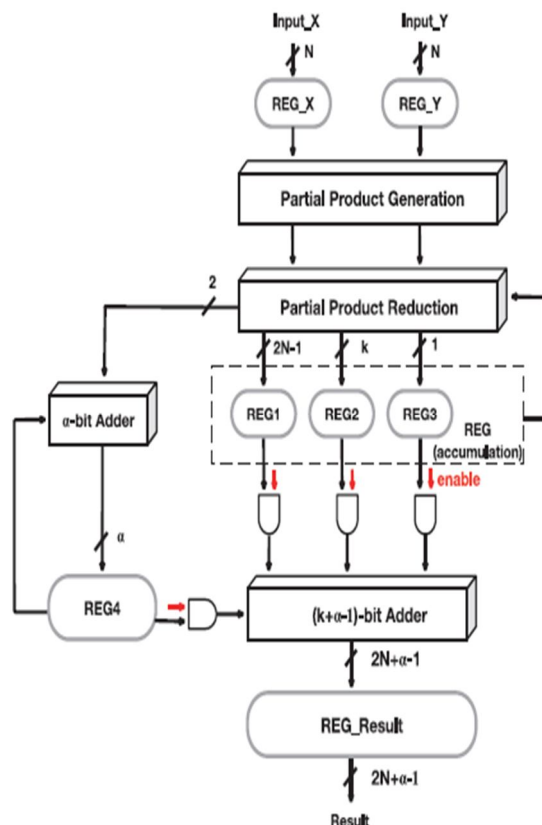 Input_X Input_Y
N N
REG_X REG_Y
Partial Product Generation
2
Partial Product Reduction
2N-1 k 1
α-bit Adder
REG1 REG2 REG3
REG
(accumulation)
enable
α
REG4
(k+α-1)-bit Adder
2N+α-1
REG_Result
2N+α-1
Result